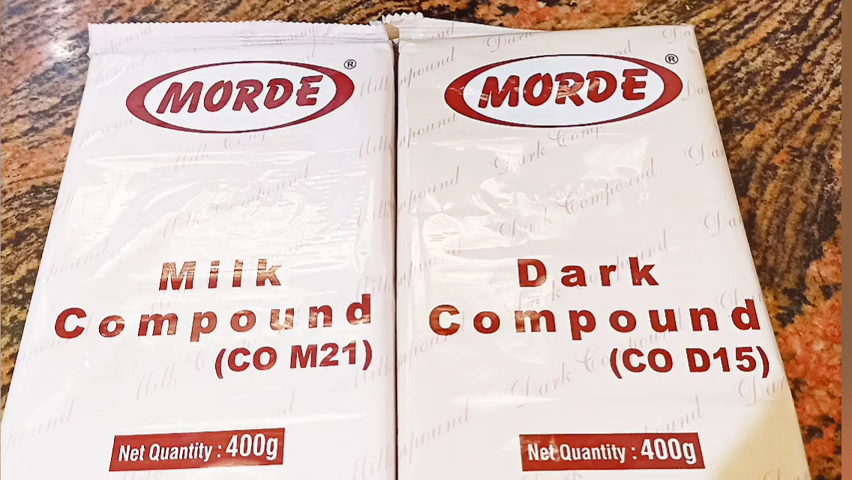 MORDE®
Milk
Compound
(CO M21)
Net Quantity : 400g
MORDE®
Dark
Compound
(CO D15)
Net Quantity : 400g